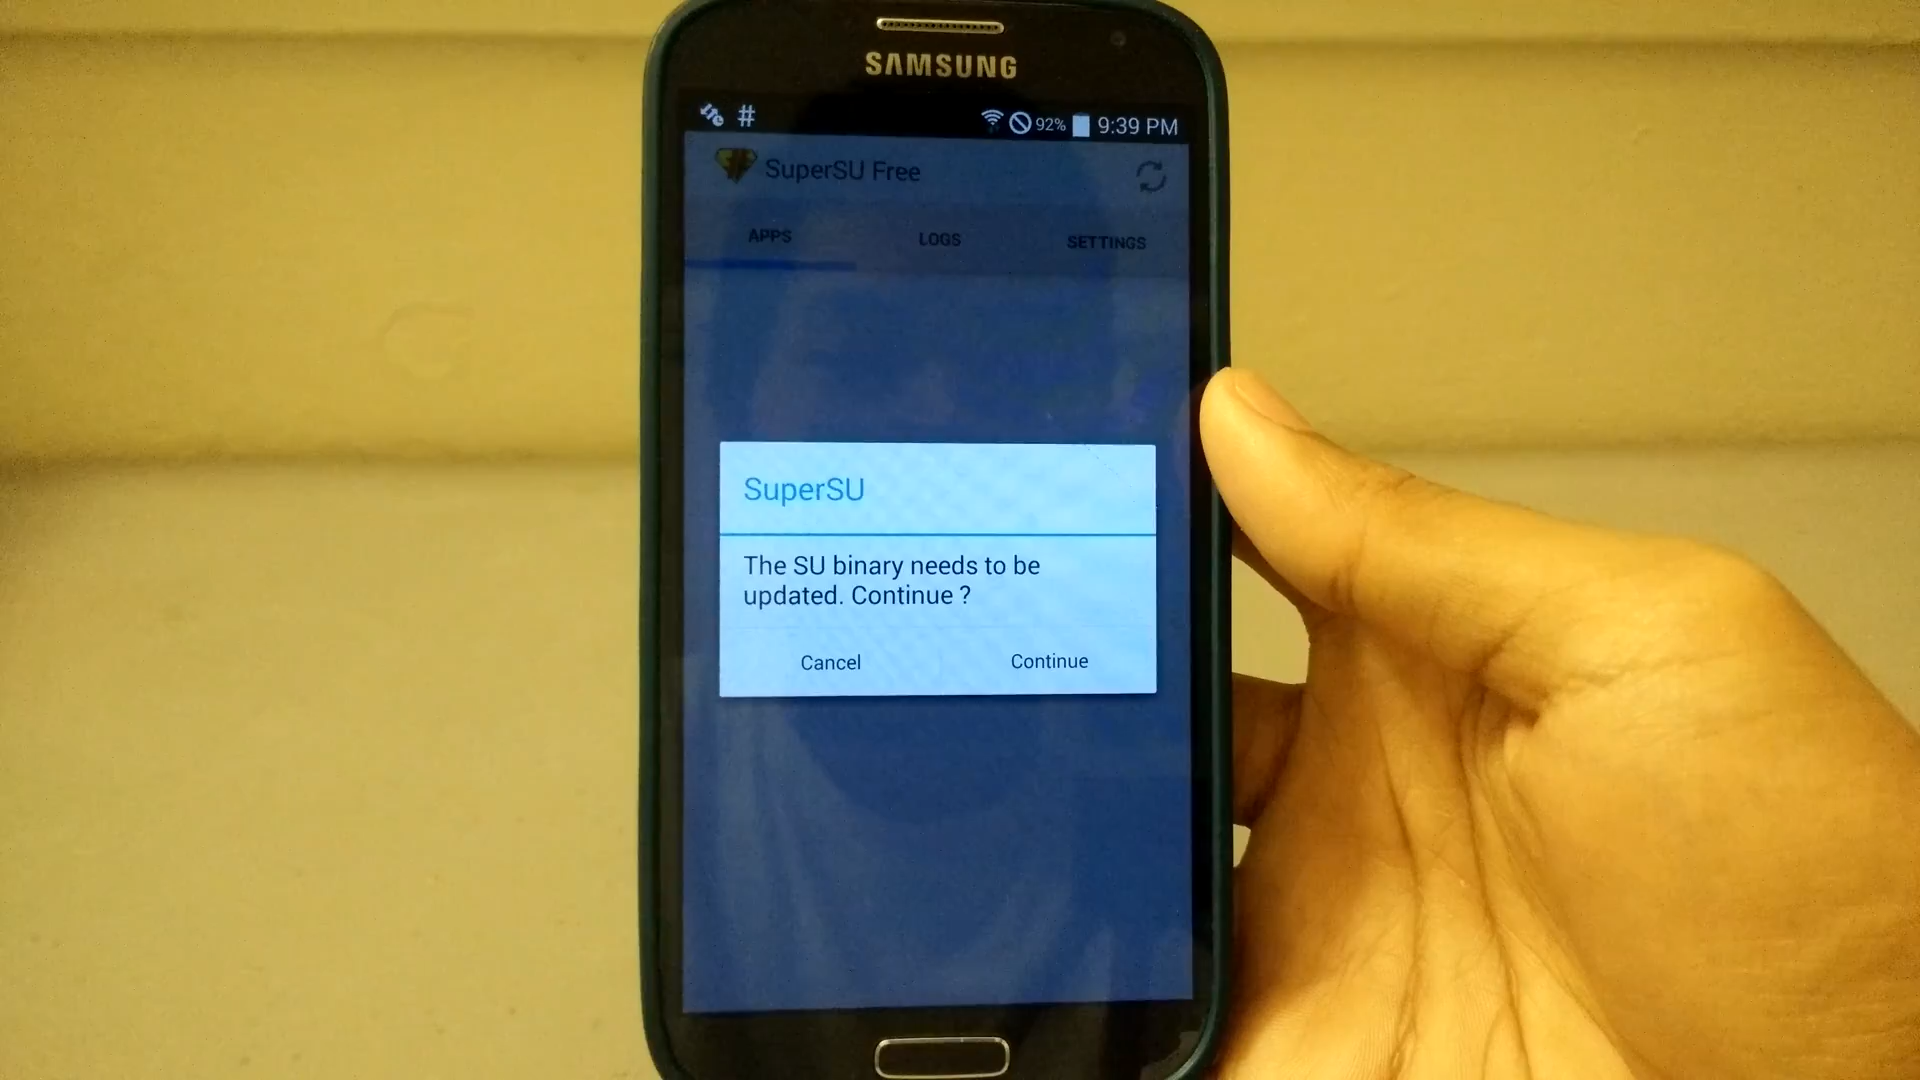 SAMSUNG
# 92% 9:39 PM
SuperSU Free
APPS LOGS SETTINGS
SuperSU
The SU binary needs to be
updated. Continue ?
Cancel Continue